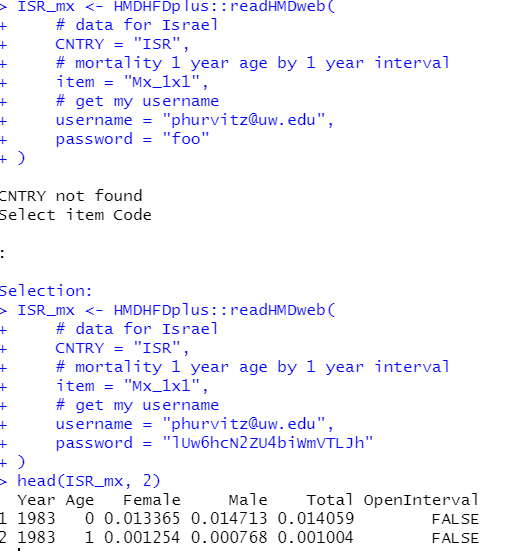 > ISR_mx <- HMDHFDplus::readHMDweb(
+     # data for Israel
+     CNTRY = "ISR",
+     # mortality 1 year age by 1 year interval
+     item = "Mx_1x1",
+     # get my username
+     username = "phurvitz@uw.edu",
+     password = "foo"
+ )
CNTRY not found
Select item Code
:
Selection:
> ISR_mx <- HMDHFDplus::readHMDweb(
+     # data for Israel
+     CNTRY = "ISR",
+     # mortality 1 year age by 1 year interval
+     item = "Mx_1x1",
+     # get my username
+     username = "phurvitz@uw.edu",
+     password = "lUw6hcN2ZU4biWmVTLJh"
+ )
> head(ISR_mx, 2)
  Year Age   Female     Male    Total OpenInterval
1 1983   0 0.013365 0.014713 0.014059        FALSE
2 1983   1 0.001254 0.000768 0.001004        FALSE